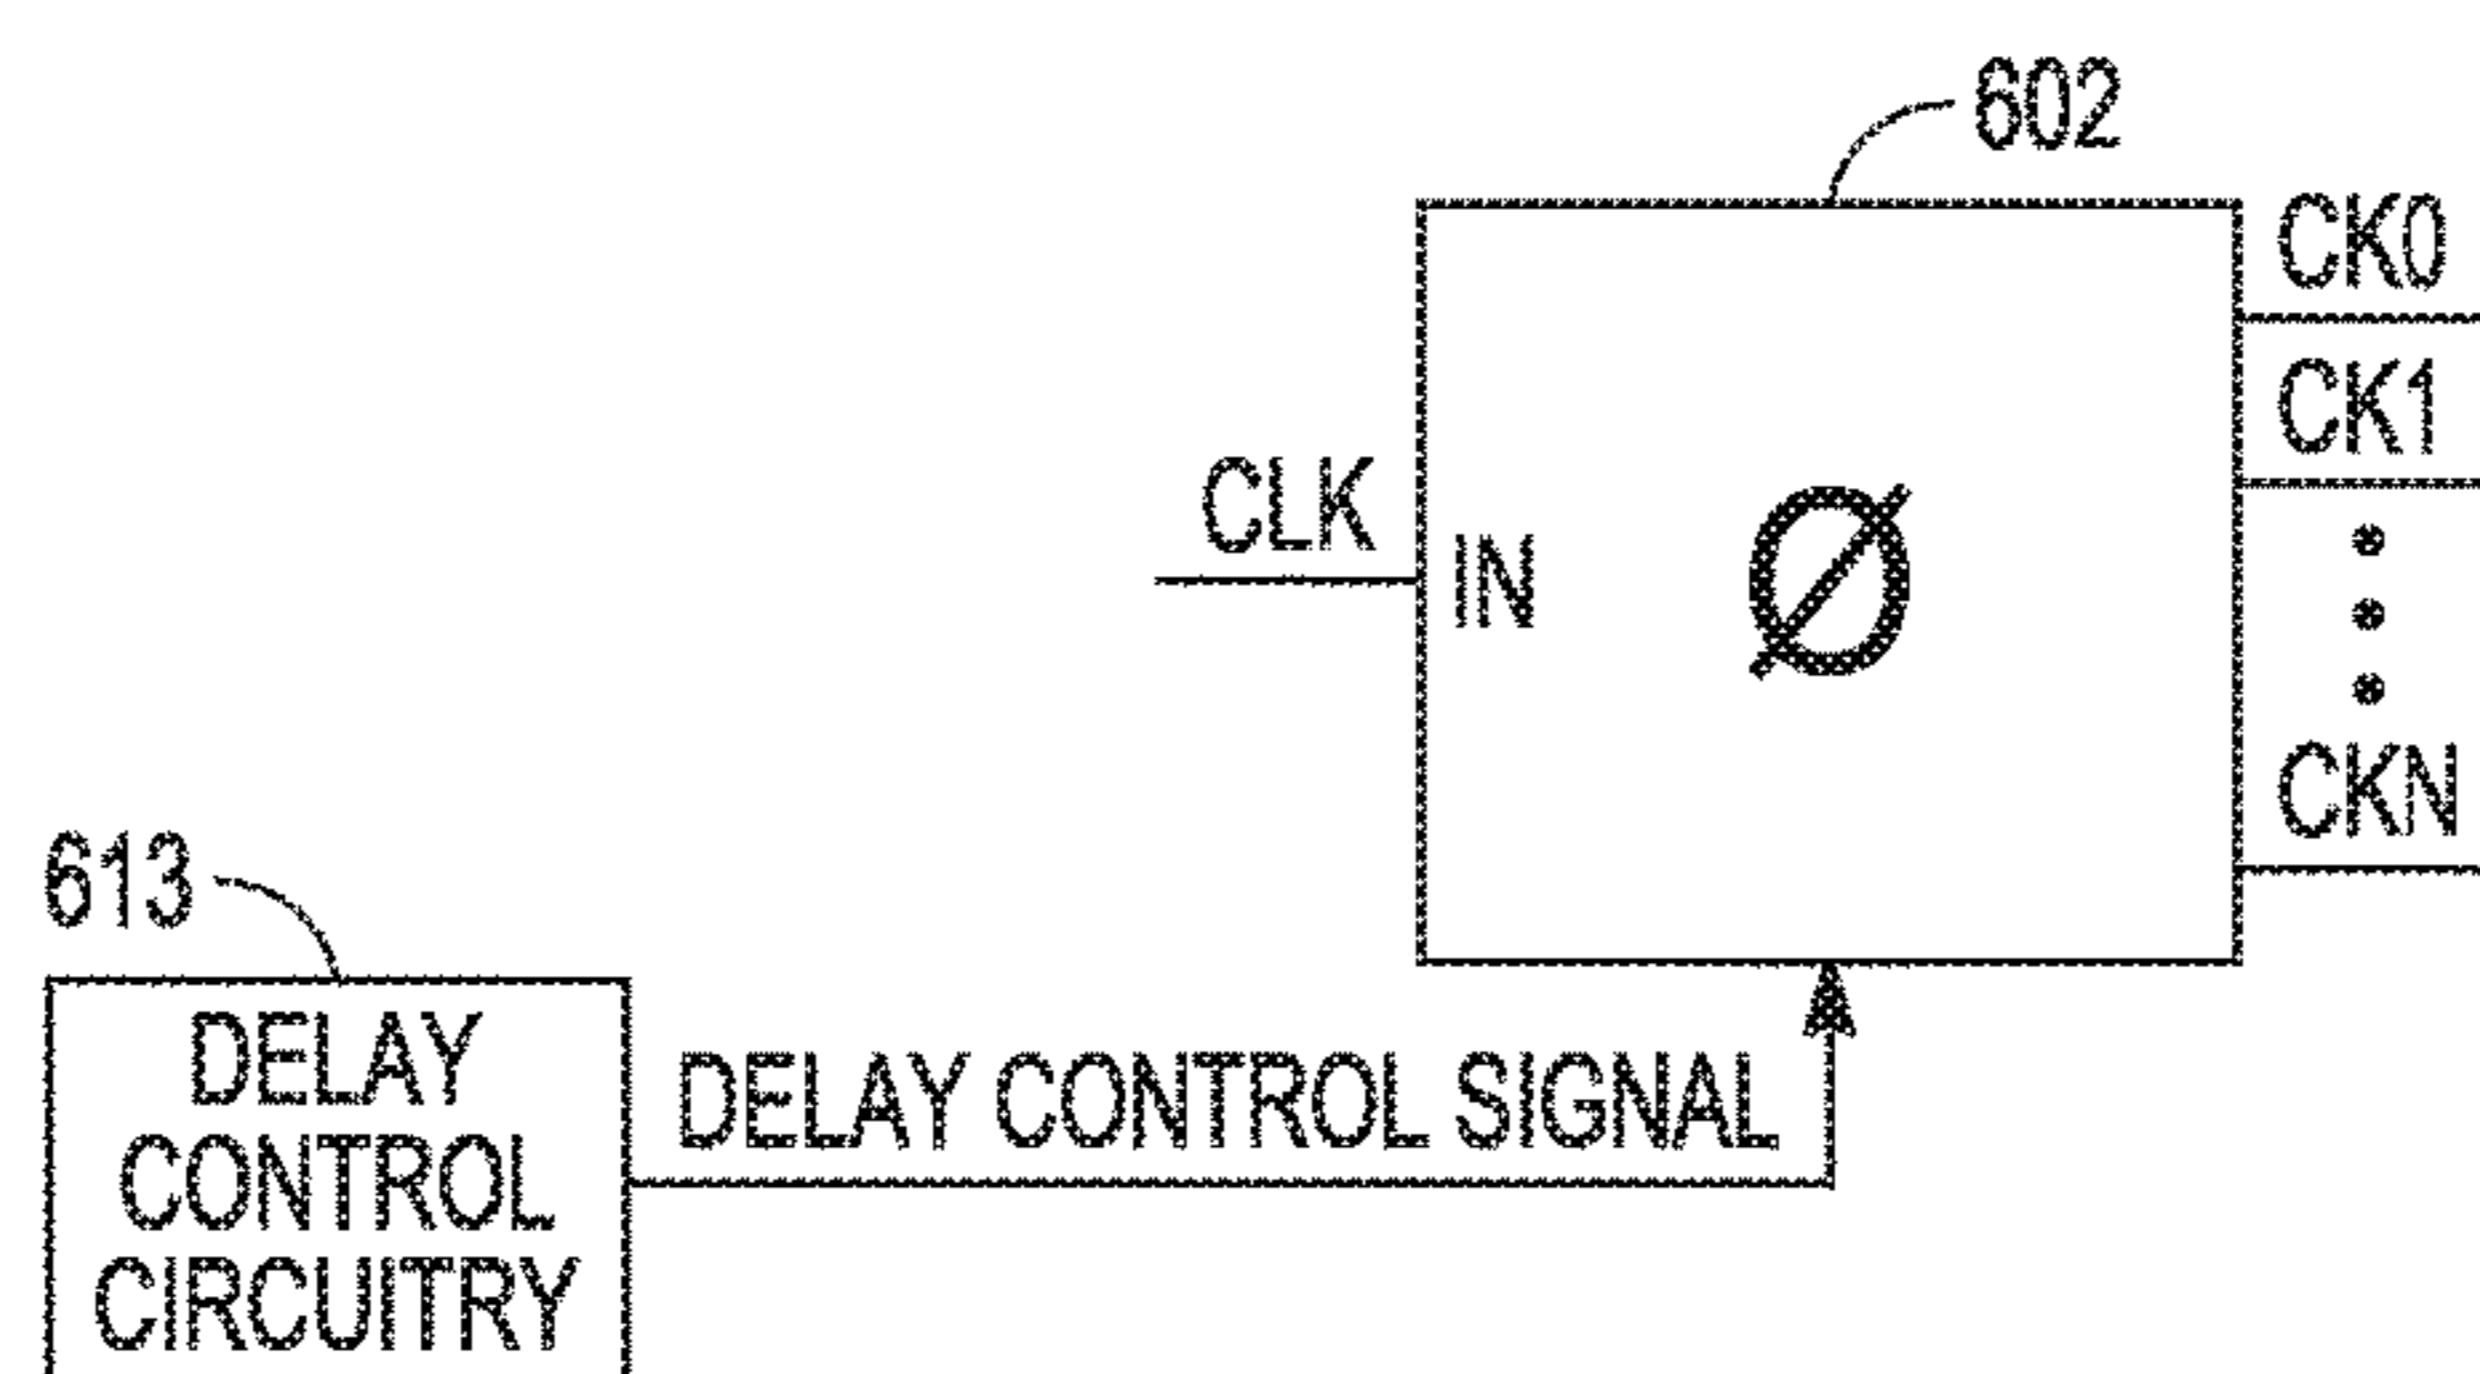 602
CK0
CK1
CLK
IN
Ø
CKN
613
DELAY
CONTROL
CIRCUITRY
DELAY CONTROL SIGNAL